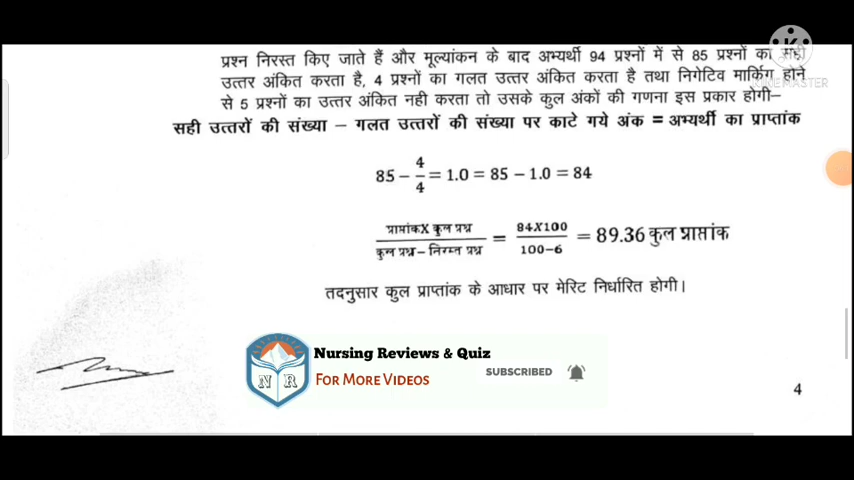 प्रश्न निरस्त किए जाते हैं और मूल्यांकन के बाद अभ्यर्थी 94 प्रश्नों में से 85 प्रश्नों का सही
उत्तर अंकित करता है, 4 प्रश्नों का गलत उत्तर अंकित करता है तथा निगेटिव मार्किंग होने
से 5 प्रश्नों का उत्तर अंकित नही करता तो उसके कुल अंकों की गणना इस प्रकार होगी–
सही उत्तरों की संख्या – गलत उत्तरों की संख्या पर काटे गये अंक = अभ्यर्थी का प्राप्तांक
85 – 4/4 = 1.0 = 85 – 1.0 = 84
प्राप्तांकX कुल प्रश्न / कुल प्रश्न – निरस्त प्रश्न = 84X100 / 100–6 = 89.36 कुल प्राप्तांक
तदनुसार कुल प्राप्तांक के आधार पर मेरिट निर्धारित होगी।
Nursing Reviews & Quiz
N R
FOR MORE VIDEOS
SUBSCRIBED
4
KINEMASTER